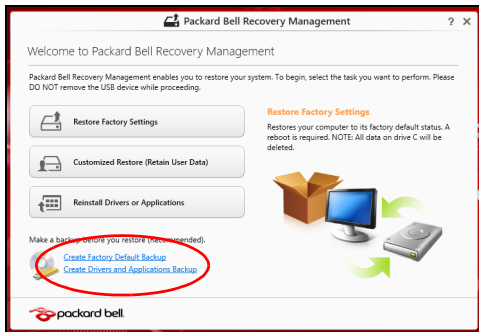 Packard Bell Recovery Management ? X
Welcome to Packard Bell Recovery Management
Packard Bell Recovery Management enables you to restore your system. To begin, select the task you want to perform. Please
DO NOT remove the USB device while proceeding.
Restore Factory Settings
Customized Restore (Retain User Data)
Reinstall Drivers or Applications
Restore Factory Settings
Restores your computer to its factory default status. A
reboot is required. NOTE: All data on drive C will be
deleted.
Make a backup before you restore (Recommended).
Create Factory Default Backup
Create Drivers and Applications Backup
packard bell